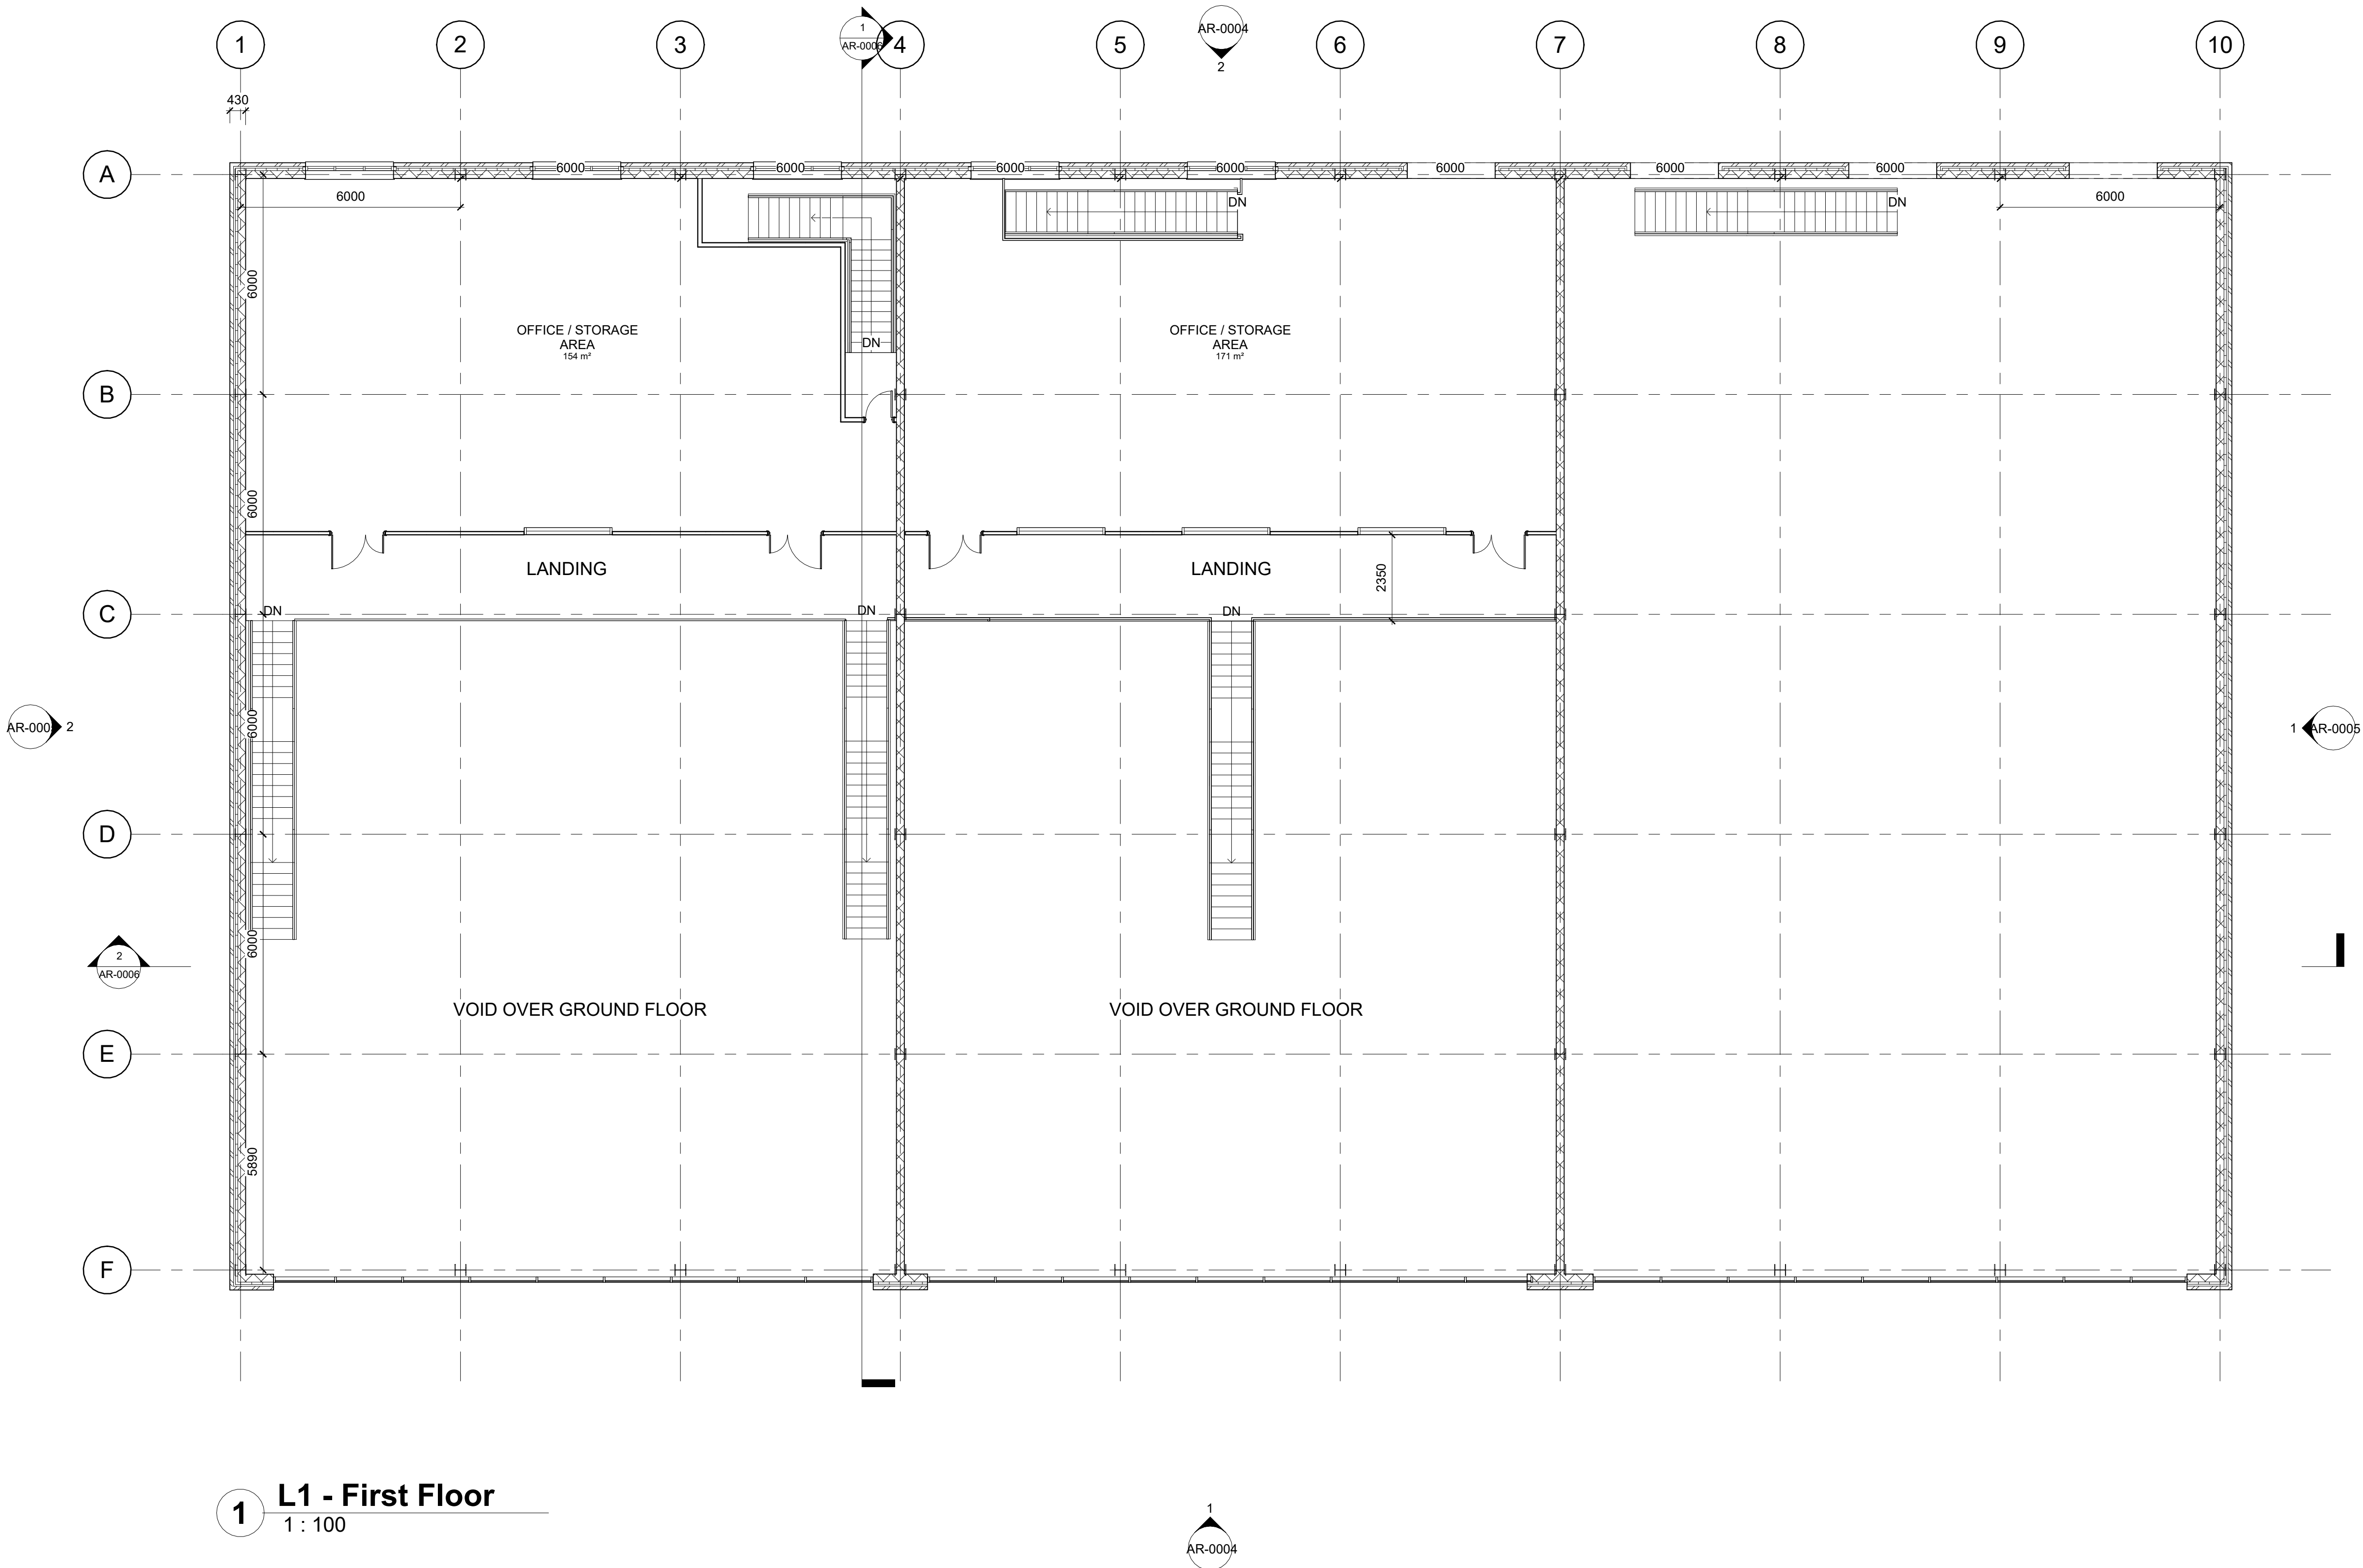 1
2
3
1
AR-0006
4
5
AR-0004
2
6
7
8
9
10
430
A
6000
6000
6000
6000
6000
6000
6000
6000
6000
DN
DN
6000
6000
OFFICE / STORAGE
AREA
154 m²
DN
OFFICE / STORAGE
AREA
171 m²
B
6000
LANDING
LANDING
2350
C
DN
DN
DN
6000
2
1
AR-0005
D
6000
2
AR-0006
VOID OVER GROUND FLOOR
VOID OVER GROUND FLOOR
E
5890
F
1
L1 - First Floor
1 : 100
1
AR-0004